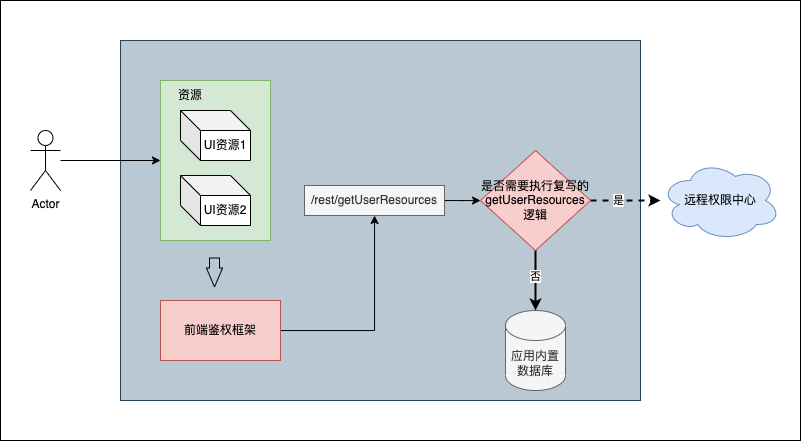 资源
UI资源1
UI资源2
Actor
/rest/getUserResources
是否需要执行复写的
getUserResources
逻辑
是
远程权限中心
否
前端鉴权框架
应用内置
数据库